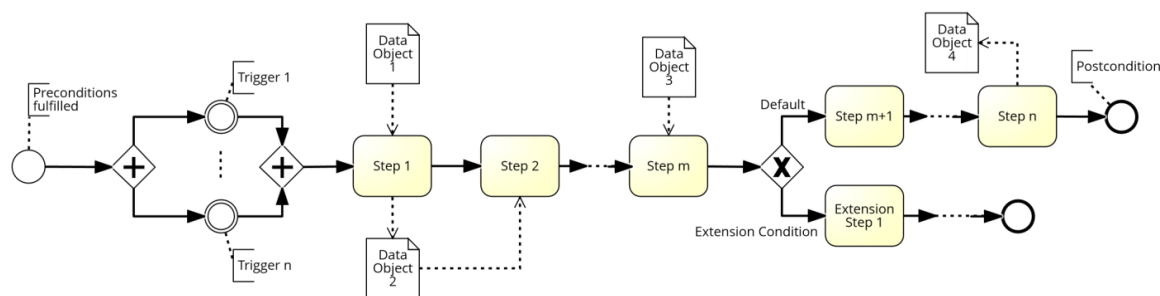 Preconditions
fulfilled
Trigger 1
Trigger n
Data
Object
1
Step 1
Data
Object
2
Step 2
Data
Object
3
Step m
Default
Extension Condition
Step m+1
Extension
Step 1
Data
Object
4
Step n
Postcondition